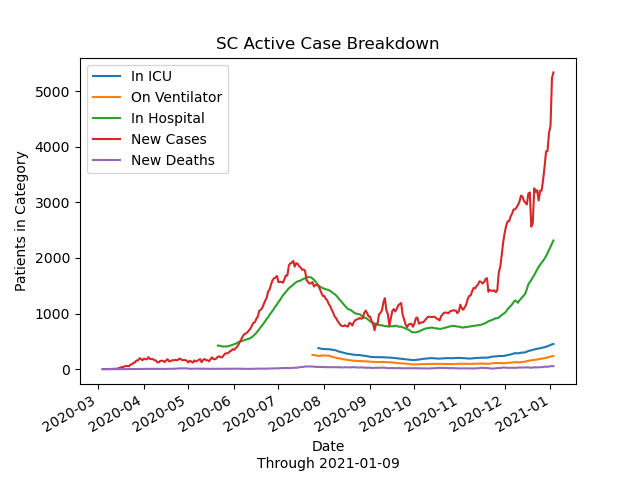 SC Active Case Breakdown
In ICU
On Ventilator
In Hospital
New Cases
New Deaths
Patients in Category
5000
4000
3000
2000
1000
0
2020-03
2020-04
2020-05
2020-06
2020-07
2020-08
2020-09
2020-10
2020-11
2020-12
2021-01
Date
Through 2021-01-09